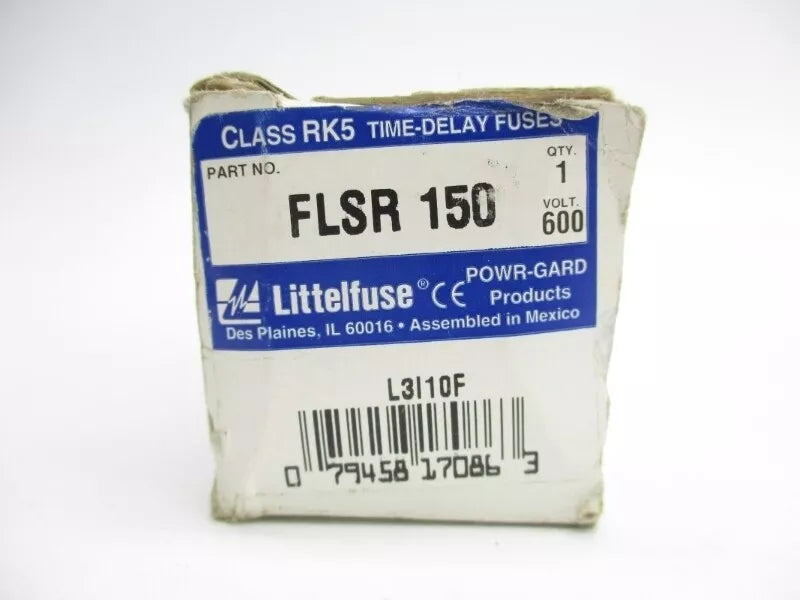 CLASS RK5 TIME-DELAY FUSES
PART NO.
QTY.
1
FLSR 150
VOLT.
600
Littelfuse® CE
POWR-GARD
Products
Des Plaines, IL 60016 • Assembled in Mexico
L3I10F
0 79458 17086 3